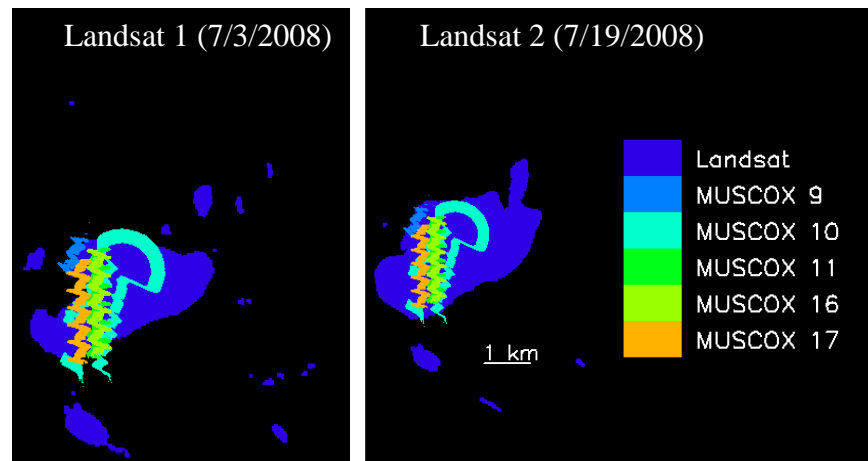 Landsat 1 (7/3/2008)
Landsat 2 (7/19/2008)
Landsat
MUSCOX 9
MUSCOX 10
MUSCOX 11
MUSCOX 16
MUSCOX 17
1 km